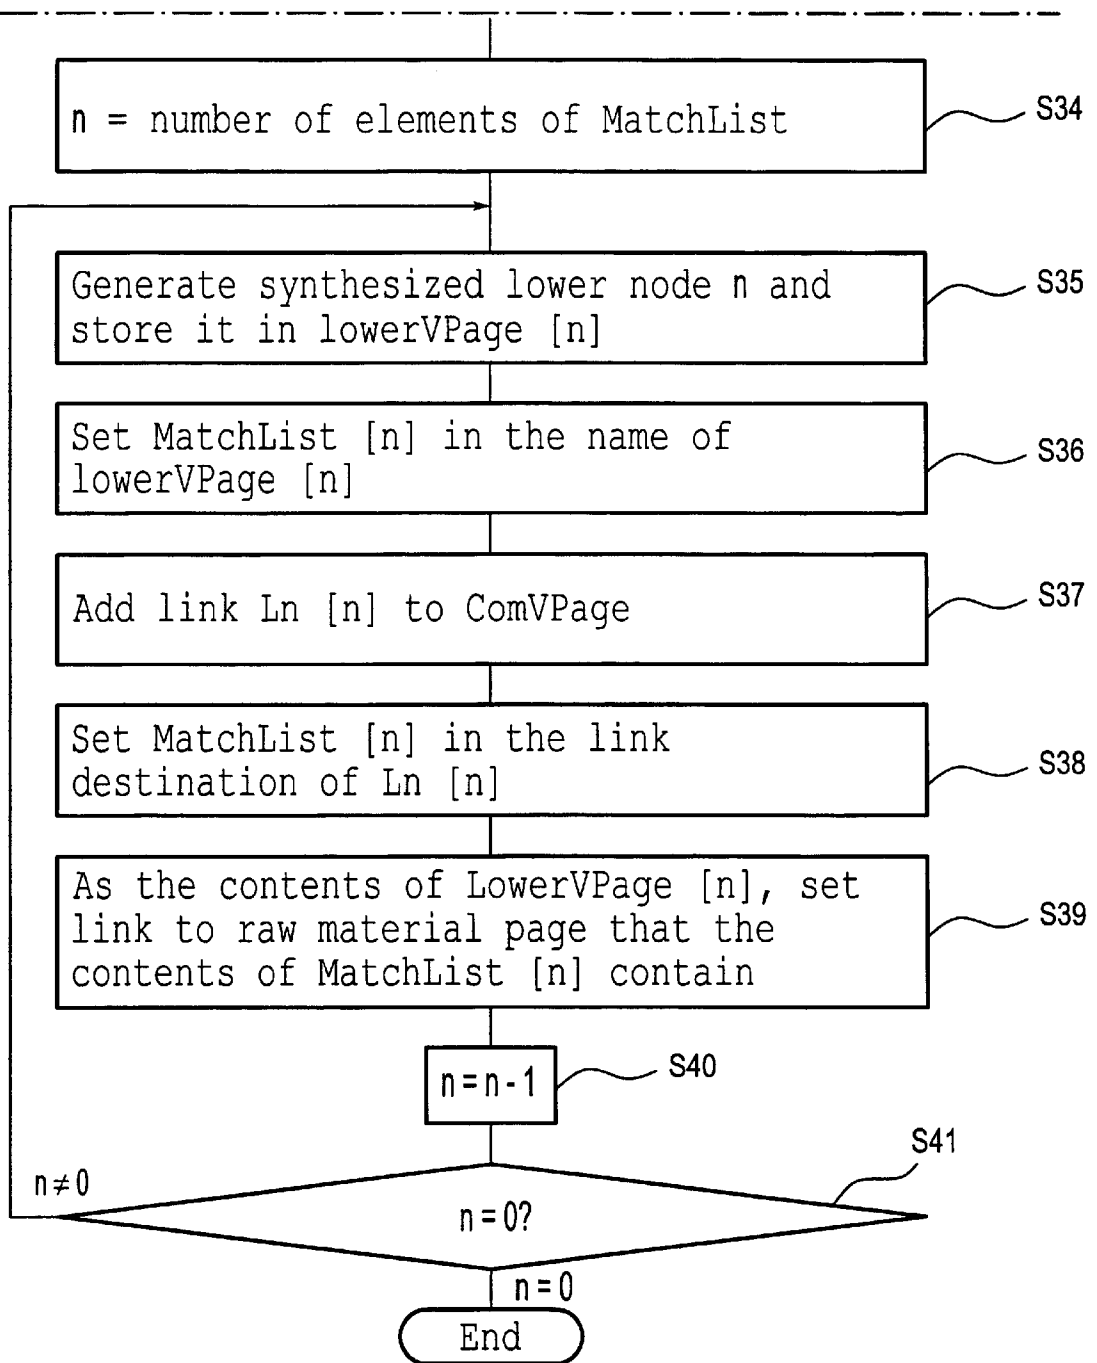 n = number of elements of MatchList
S34
Generate synthesized lower node n and
store it in lowerVPage [n]
S35
Set MatchList [n] in the name of
lowerVPage [n]
S36
Add link Ln [n] to ComVPage
S37
Set MatchList [n] in the link
destination of Ln [n]
S38
As the contents of LowerVPage [n], set
link to raw material page that the
contents of MatchList [n] contain
S39
n=n-1
S40
S41
n≠0
n=0?
n=0
End